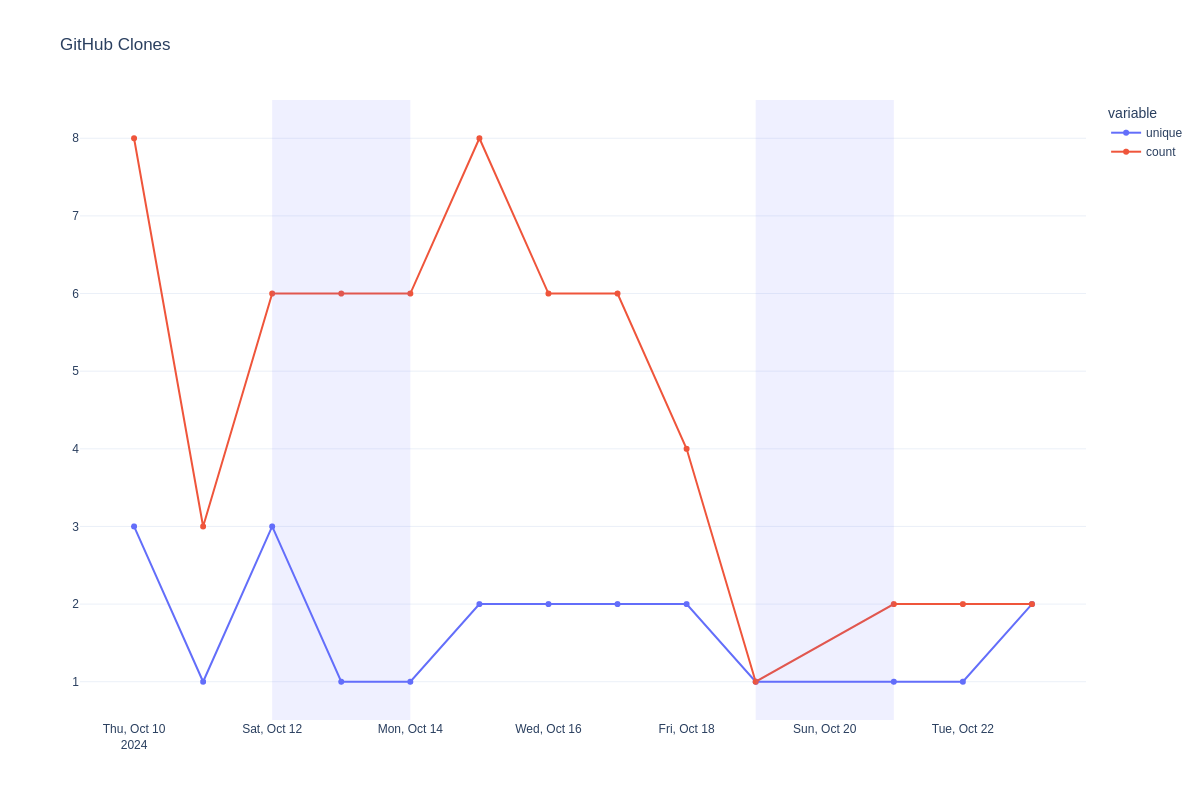 GitHub Clones
variable
unique
count
8
7
6
5
4
3
2
1
Thu, Oct 10
2024
Sat, Oct 12
Mon, Oct 14
Wed, Oct 16
Fri, Oct 18
Sun, Oct 20
Tue, Oct 22